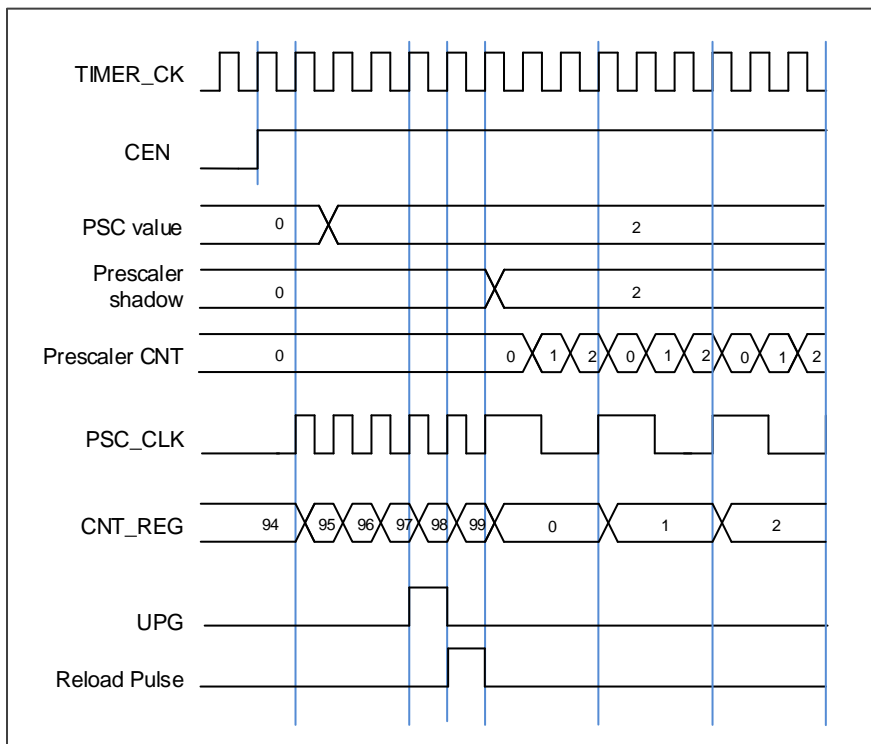 TIMER_CK
CEN
PSC value 0 2
Prescaler
shadow 0 2
Prescaler CNT 0 0 1 2 0 1 2 0 1 2
PSC_CLK
CNT_REG 94 95 96 97 98 99 0 1 2
UPG
Reload Pulse